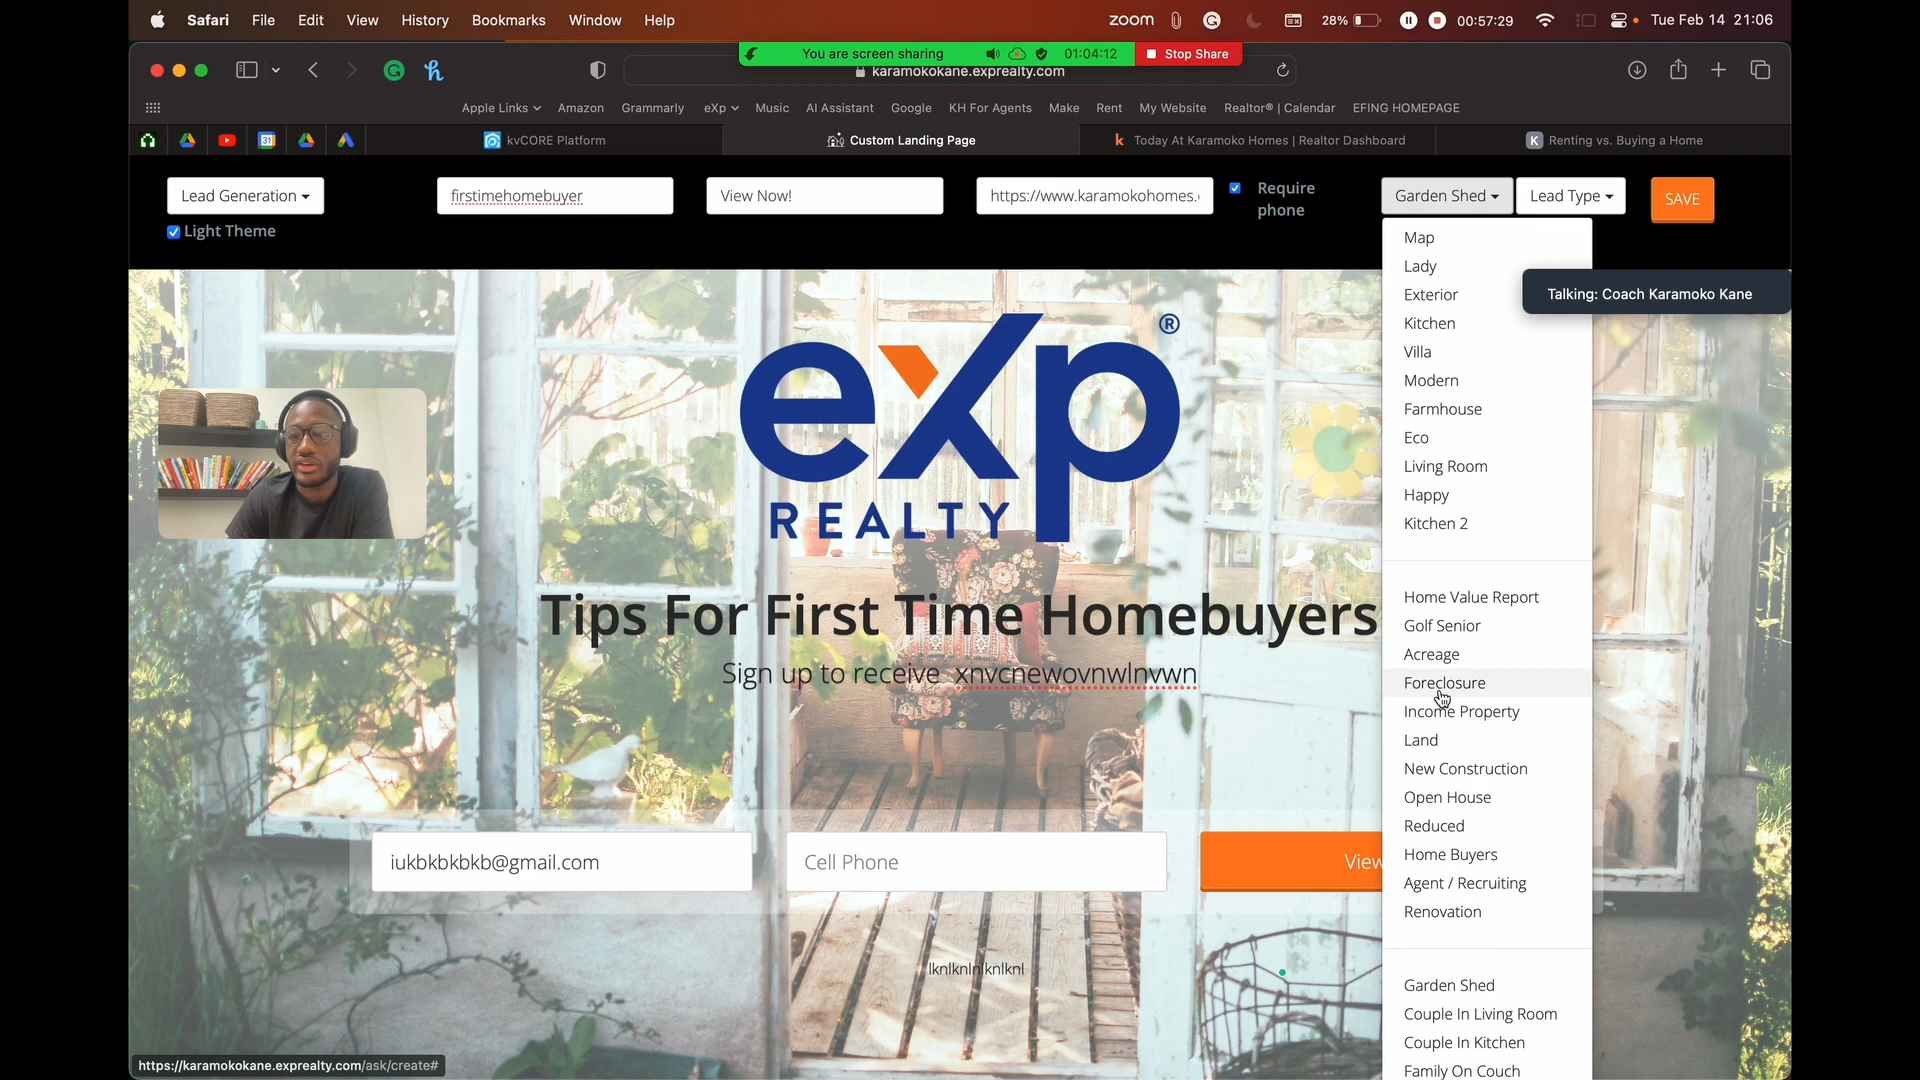 Safari File Edit View History Bookmarks Window Help zoom 28% 00:57:29 Tue Feb 14 21:06
You are screen sharing 01:04:12 Stop Share
karamokokane.exprealty.com
Apple Links Amazon Grammarly eXp Music AI Assistant Google KH For Agents Make Rent My Website Realtor® | Calendar EFING HOMEPAGE
kvCORE Platform Custom Landing Page Today At Karamoko Homes | Realtor Dashboard Renting vs. Buying a Home
Lead Generation firstimehomebuyer View Now! https://www.karamokohomes. Require phone Garden Shed Lead Type SAVE
Light Theme
Map
Lady
Talking: Coach Karamoko Kane
Exterior
Kitchen
Villa
Modern
Farmhouse
Eco
Living Room
Happy
Kitchen 2
Home Value Report
Golf Senior
Acreage
Foreclosure
Income Property
Land
New Construction
Open House
Reduced
Home Buyers
Agent / Recruiting
Renovation
Garden Shed
Couple In Living Room
Couple In Kitchen
Family On Couch
exp®
REALTY
Tips For First Time Homebuyers
Sign up to receive xnvcnewovnwlnvwn
iukbkbkbkb@gmail.com Cell Phone View
lknlknlnlknlknl
https://karamokokane.exprealty.com/ask/create#